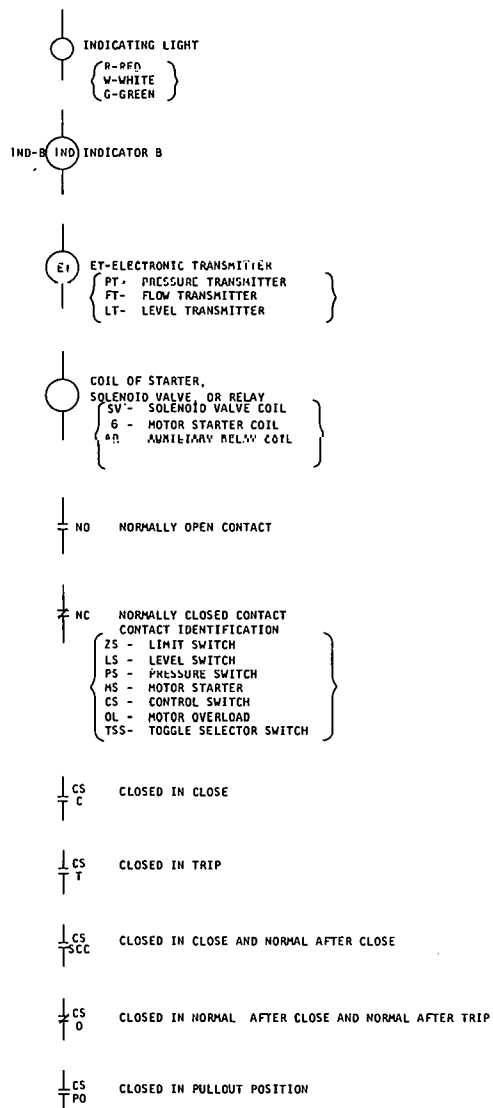 INDICATING LIGHT
R-RED
W-WHITE
G-GREEN
IND-B IND INDICATOR B
ET ET-ELECTRONIC TRANSMITTER
PT- PRESSURE TRANSMITTER
FT- FLOW TRANSMITTER
LT- LEVEL TRANSMITTER
COIL OF STARTER,
SOLENOID VALVE, OR RELAY
SV - SOLENOID VALVE COIL
6 - MOTOR STARTER COIL
AUXILIARY RELAY COIL
NO NORMALLY OPEN CONTACT
NC NORMALLY CLOSED CONTACT
CONTACT IDENTIFICATION
ZS - LIMIT SWITCH
LS - LEVEL SWITCH
PS - PRESSURE SWITCH
MS - MOTOR STARTER
CS - CONTROL SWITCH
OL - MOTOR OVERLOAD
TSS- TOGGLE SELECTOR SWITCH
CS CLOSED IN CLOSE
C
CS CLOSED IN TRIP
T
CS CLOSED IN CLOSE AND NORMAL AFTER CLOSE
SCC
CS CLOSED IN NORMAL AFTER CLOSE AND NORMAL AFTER TRIP
O
CS CLOSED IN PULLOUT POSITION
PO